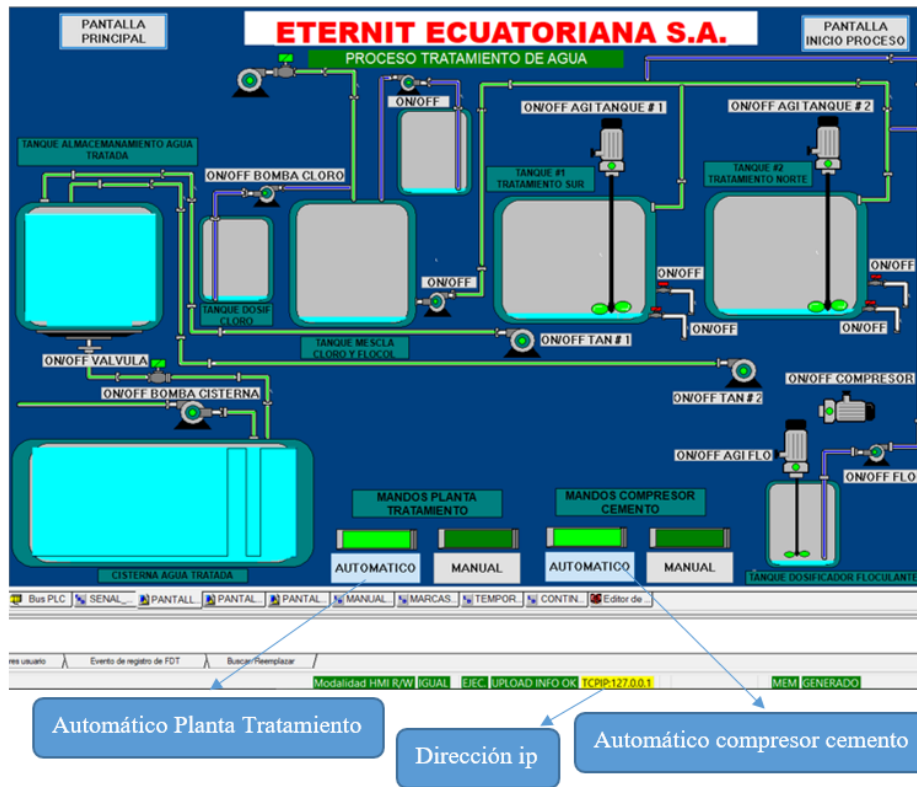 PANTALLA
PRINCIPAL
ETERNIT ECUATORIANA S.A.
PANTALLA
INICIO PROCESO
PROCESO TRATAMIENTO DE AGUA
ON/OFF
ON/OFF AGI TANQUE # 1
ON/OFF AGI TANQUE # 2
TANQUE ALMACEMANAMIENTO AGUA
TRATADA
ON/OFF BOMBA CLORO
TANQUE #1
TRATAMIENTO SUR
TANQUE #2
TRATAMIENTO NORTE
ON/OFF
ON/OFF
ON/OFF
TANQUE DOSIF
CLORO
ON/OFF
ON/OFF
TANQUE MESCLA
CLORO Y FLOCOL
ON/OFF TAN # 1
ON/OFF VALVULA
ON/OFF BOMBA CISTERNA
ON/OFF TAN # 2
ON/OFF COMPRESOR
ON/OFF AGI FLO
ON/OFF FLO
MANDOS PLANTA
TRATAMIENTO
MANDOS COMPRESOR
CEMENTO
AUTOMATICO
MANUAL
AUTOMATICO
MANUAL
CISTERNA AGUA TRATADA
TANQUE DOSIFICADOR FLOCULANTE
Bus PLC
SENAL_...
PANTALL...
PANTAL...
PANTAL...
MANUAL...
MARCAS...
TEMPOR...
CONTIN...
Editor de ...
res usuario
Evento de registro de FDT
Buscar/Reemplazar
Modalidad HMI R/W IGUAL EJEC. UPLOAD INFO OK TCPIP:127.0.0.1 MEM GENERADO
Automático Planta Tratamiento
Dirección ip
Automático compresor cemento